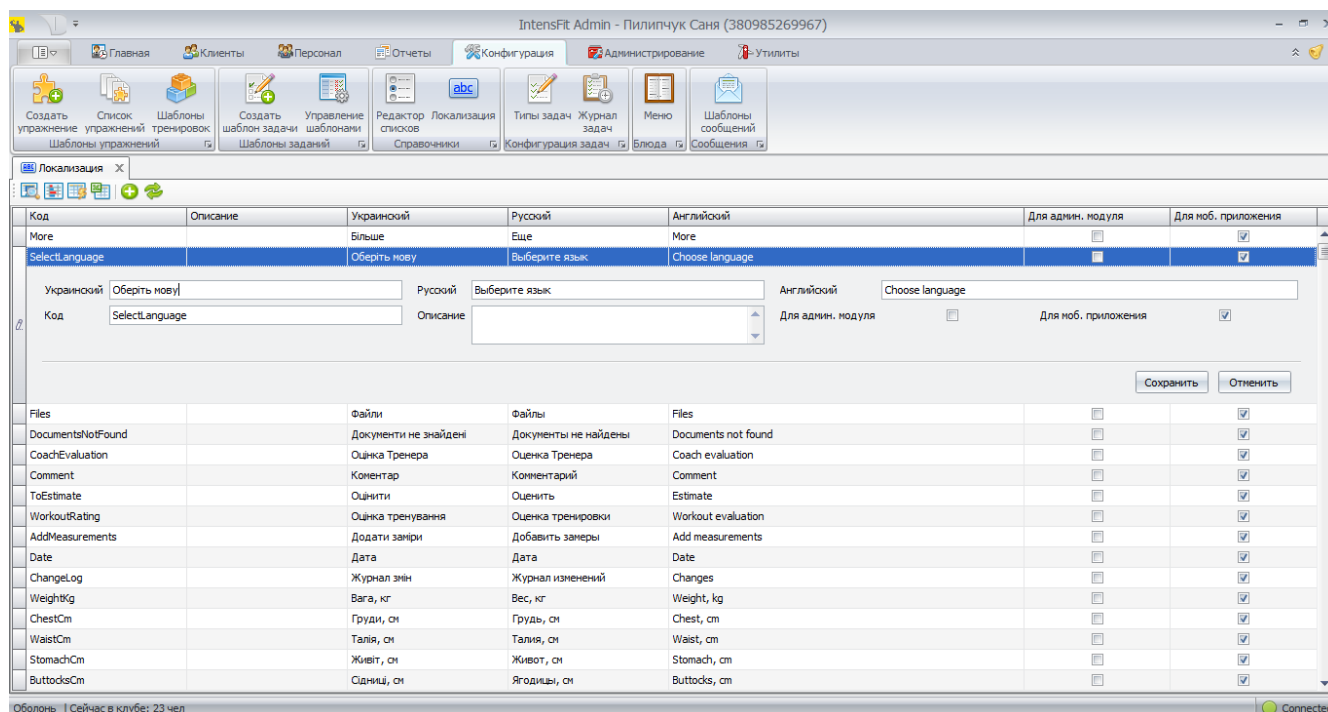 IntensFit Admin - Пилипчук Саня (380985269967)
Главная Клиенты Персонал Отчеты Конфигурация Администрирование Утилиты
Создать упражнение Список упражнений Шаблоны тренировок Создать шаблон задачи Управление шаблонами Редактор списков abc Локализация Типы задач Журнал задач Меню Шаблоны сообщений
Шаблоны упражнений Шаблоны заданий Справочники Конфигурация задач Блюда Сообщения
Локализация X
Код Описание Украинский Русский Английский Для админ. модуля Для моб. приложения
More Більше Еще More
SelectLanguage Оберіть мову Выберите язык Choose language
Украинский Оберіть мову Русский Выберите язык Английский Choose language
Код SelectLanguage Описание Для админ. модуля Для моб. приложения
Сохранить Отменить
Files Файли Файлы Files
DocumentsNotFound Документи не знайдені Документы не найдены Documents not found
CoachEvaluation Оцінка Тренера Оценка Тренера Coach evaluation
Comment Коментар Комментарий Comment
ToEstimate Оцінити Оценить Estimate
WorkoutRating Оцінка тренування Оценка тренировки Workout evaluation
AddMeasurements Додати заміри Добавить замеры Add measurements
Date Дата Дата Date
ChangeLog Журнал змін Журнал изменений Changes
WeightKg Вага, кг Вес, кг Weight, kg
ChestCm Груди, см Грудь, см Chest, cm
WaistCm Талія, см Талия, см Waist, cm
StomachCm Живіт, см Живот, см Stomach, cm
ButtocksCm Сідниці, см Ягодицы, см Buttocks, cm
Оболонь | Сейчас в клубе: 23 чел Connecte